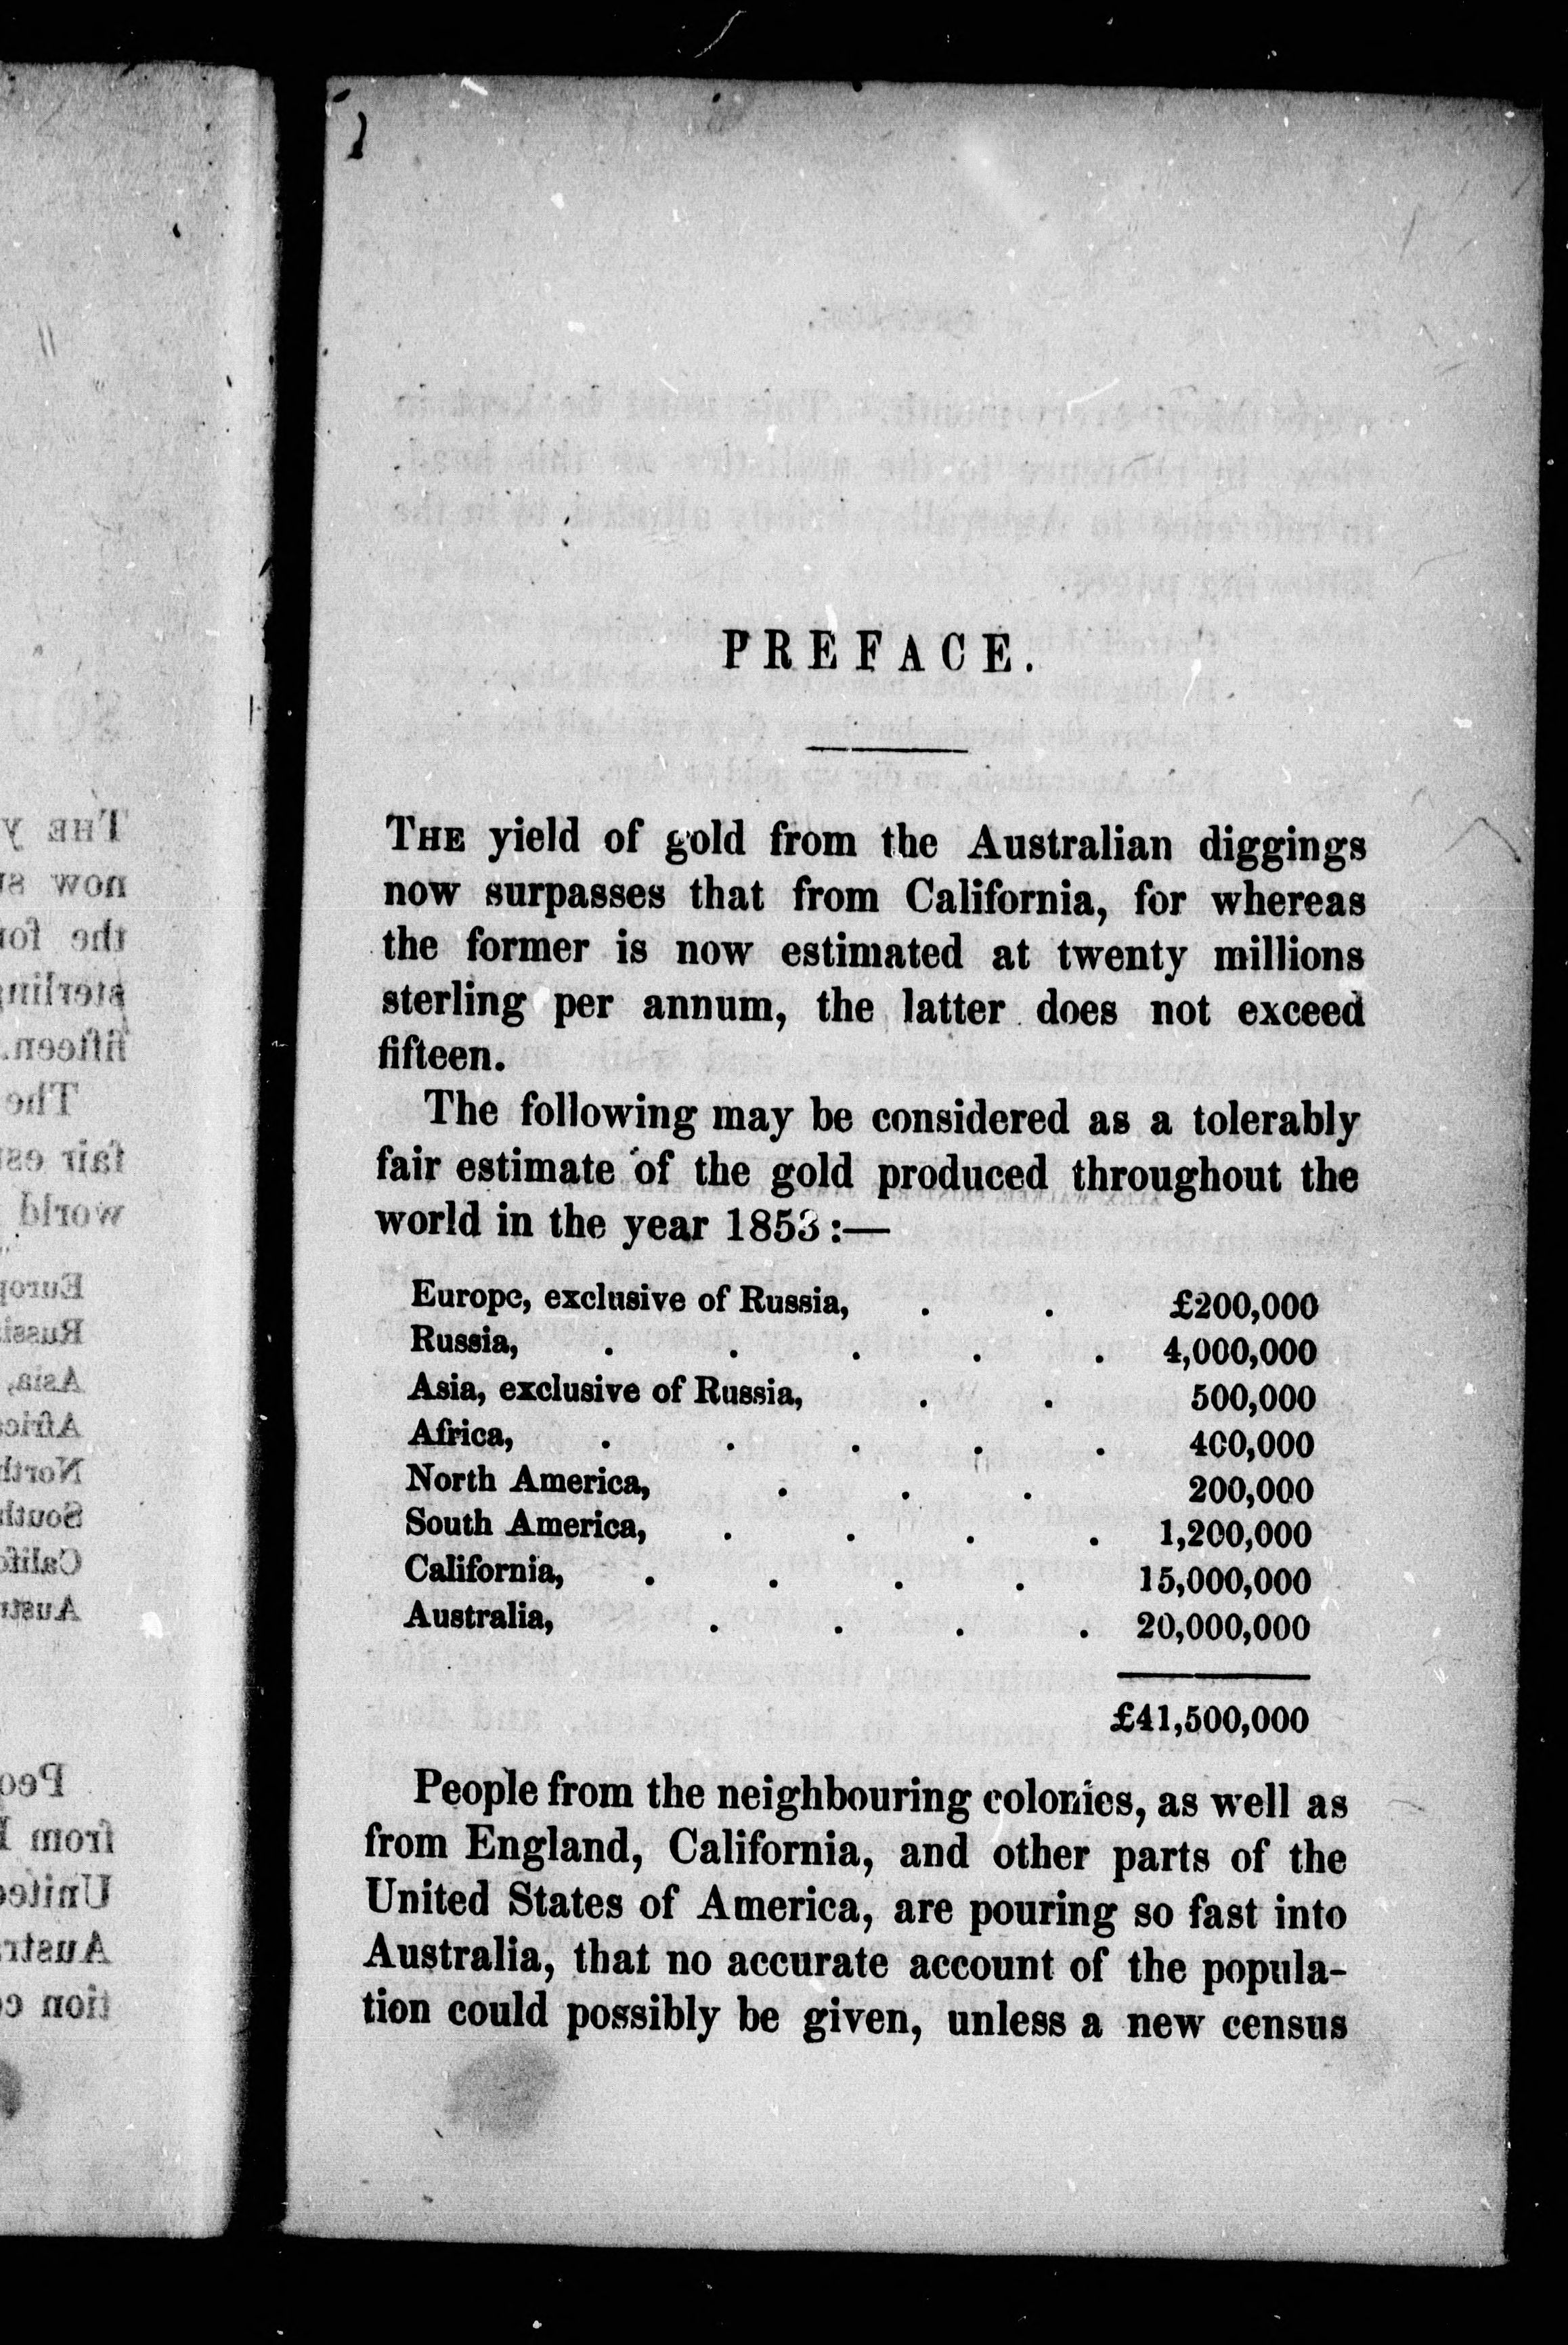 PREFACE.
THE yield of gold from the Australian diggings
now surpasses that from California, for whereas
the former is now estimated at twenty millions
sterling per annum, the latter does not exceed
fifteen.
The following may be considered as a tolerably
fair estimate of the gold produced throughout the
world in the year 1853:—
Europe, exclusive of Russia, . . £200,000
Russia, . . . . . 4,000,000
Asia, exclusive of Russia, . . 500,000
Africa, . . . . . 400,000
North America, . . . 200,000
South America, . . . . 1,200,000
California, . . . . 15,000,000
Australia, . . . . 20,000,000
£41,500,000
People from the neighbouring colonies, as well as
from England, California, and other parts of the
United States of America, are pouring so fast into
Australia, that no accurate account of the popula-
tion could possibly be given, unless a new census